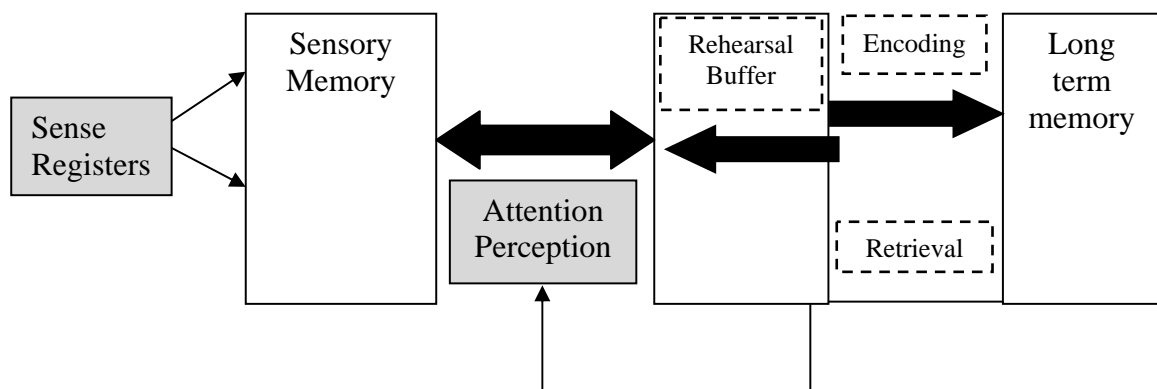 Sensory
Memory
Rehearsal
Buffer
Encoding
Long
term
memory
Sense
Registers
Attention
Perception
Retrieval